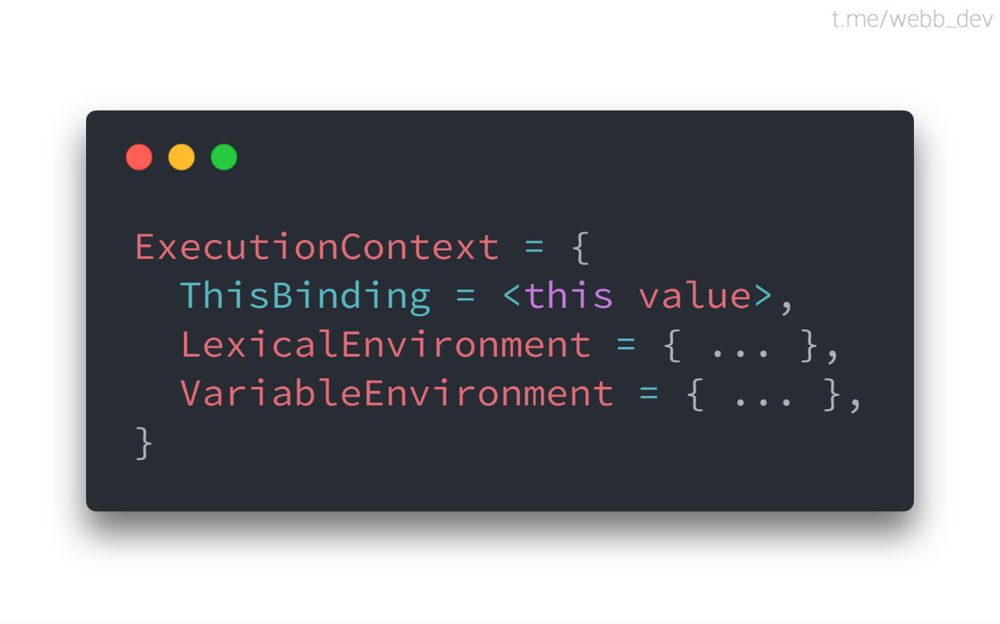 t.me/webb_dev
ExecutionContext = {
  ThisBinding = <this value>,
  LexicalEnvironment = { ... },
  VariableEnvironment = { ... },
}